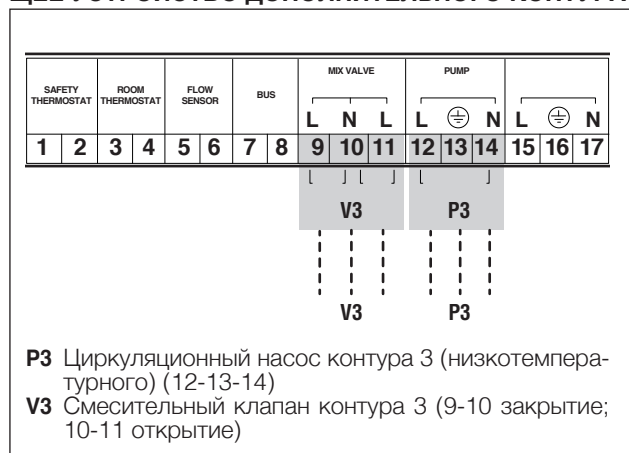 SAFETY THERMOSTAT
ROOM THERMOSTAT
FLOW SENSOR
BUS
MIX VALVE
PUMP
L N L L N L N
1 2 3 4 5 6 7 8 9 10 11 12 13 14 15 16 17
V3 P3
V3 P3
P3 Циркуляционный насос контура 3 (низкотемпера-
турного) (12-13-14)
V3 Смесительный клапан контура 3 (9-10 закрытие;
10-11 открытие)